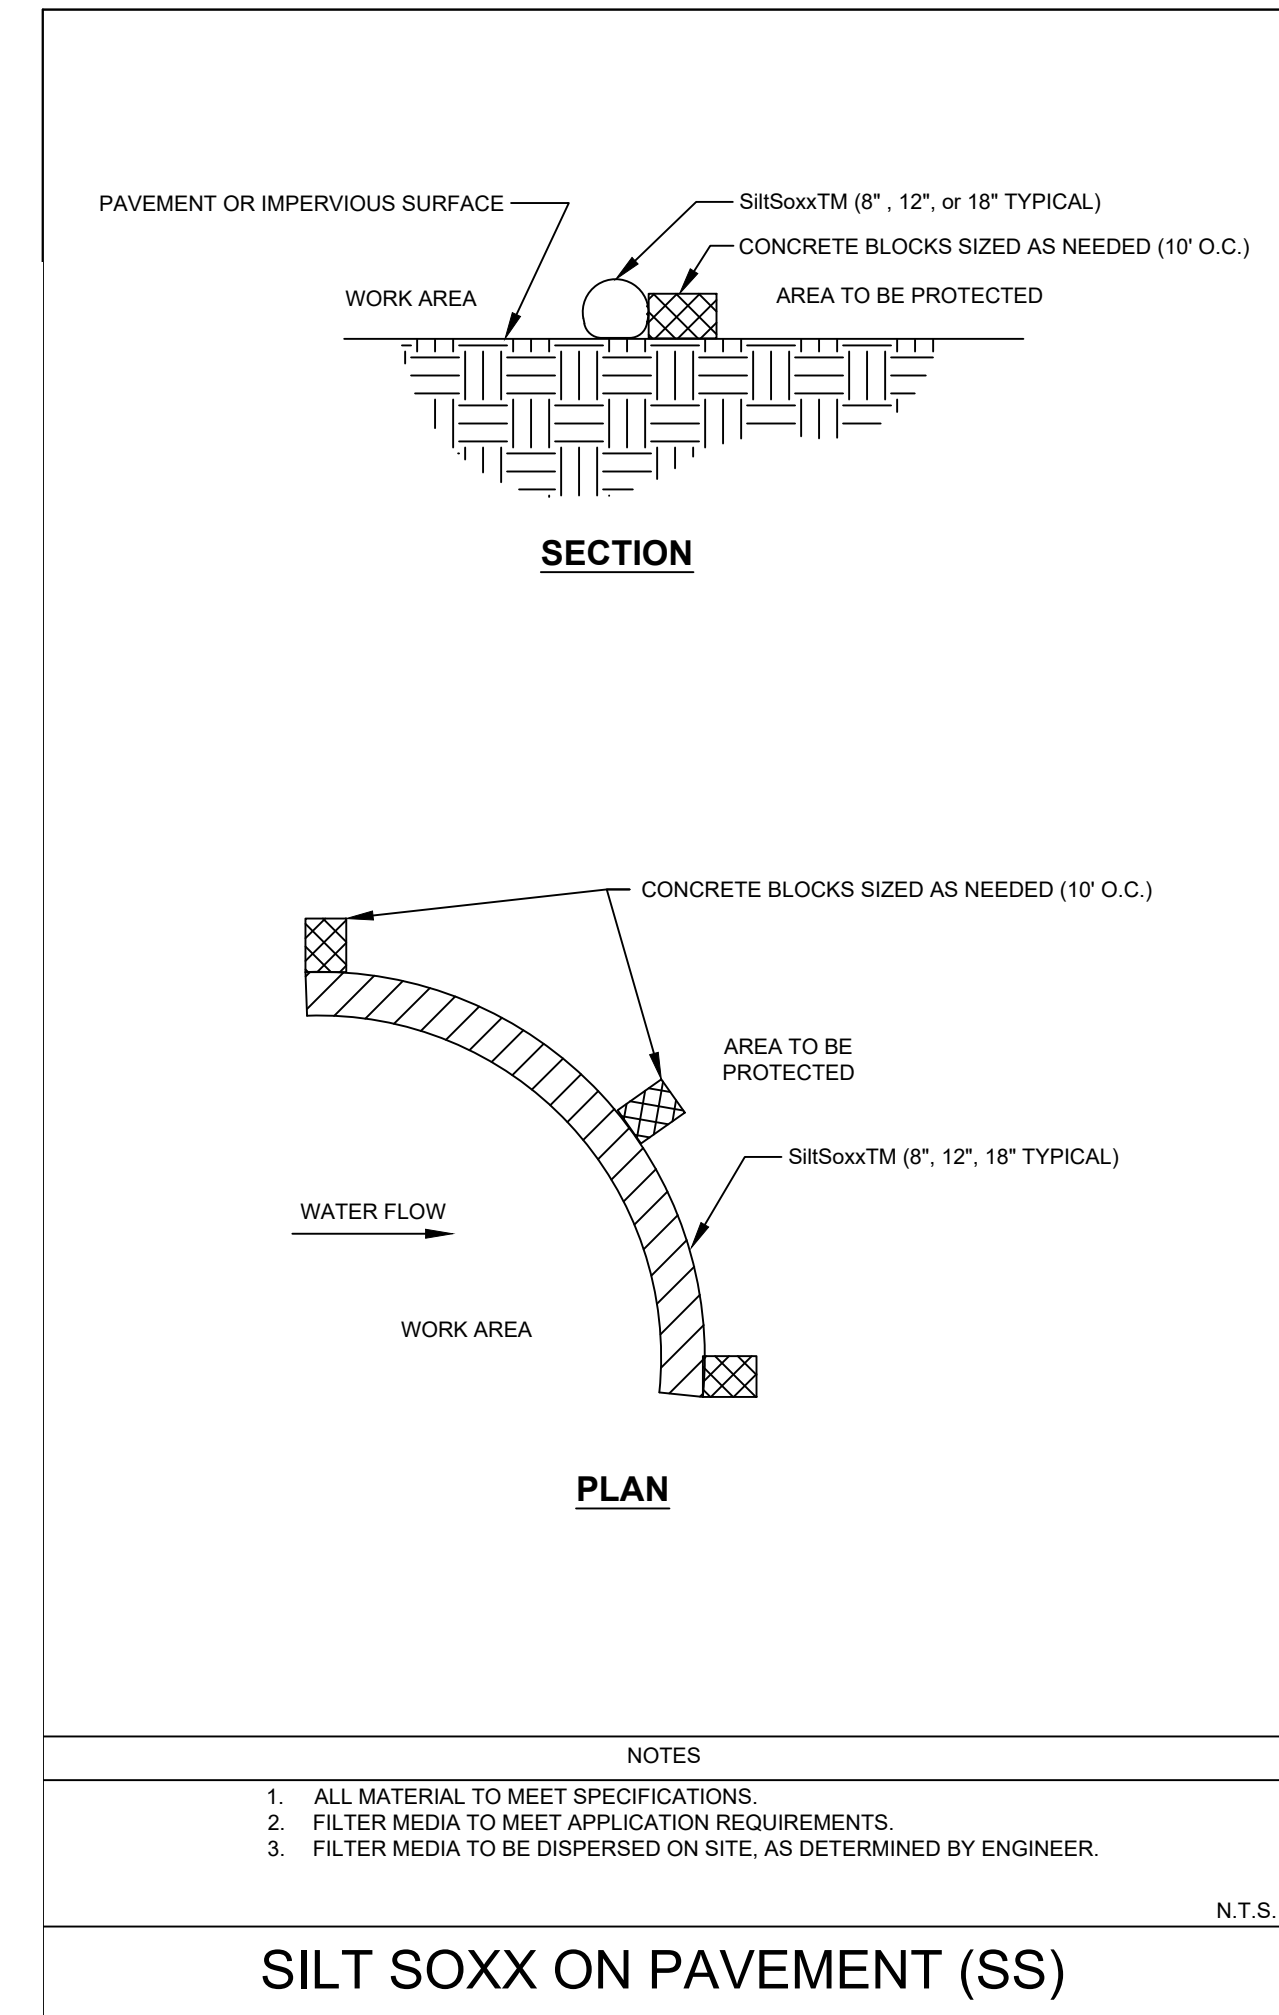 PAVEMENT OR IMPERVIOUS SURFACE
SiltSoxxTM (8" , 12", or 18" TYPICAL)
CONCRETE BLOCKS SIZED AS NEEDED (10' O.C.)
WORK AREA
AREA TO BE PROTECTED
SECTION
CONCRETE BLOCKS SIZED AS NEEDED (10' O.C.)
AREA TO BE
PROTECTED
SiltSoxxTM (8", 12", 18" TYPICAL)
WATER FLOW
WORK AREA
PLAN
NOTES
1. ALL MATERIAL TO MEET SPECIFICATIONS.
2. FILTER MEDIA TO MEET APPLICATION REQUIREMENTS.
3. FILTER MEDIA TO BE DISPERSED ON SITE, AS DETERMINED BY ENGINEER.
N.T.S.
SILT SOXX ON PAVEMENT (SS)